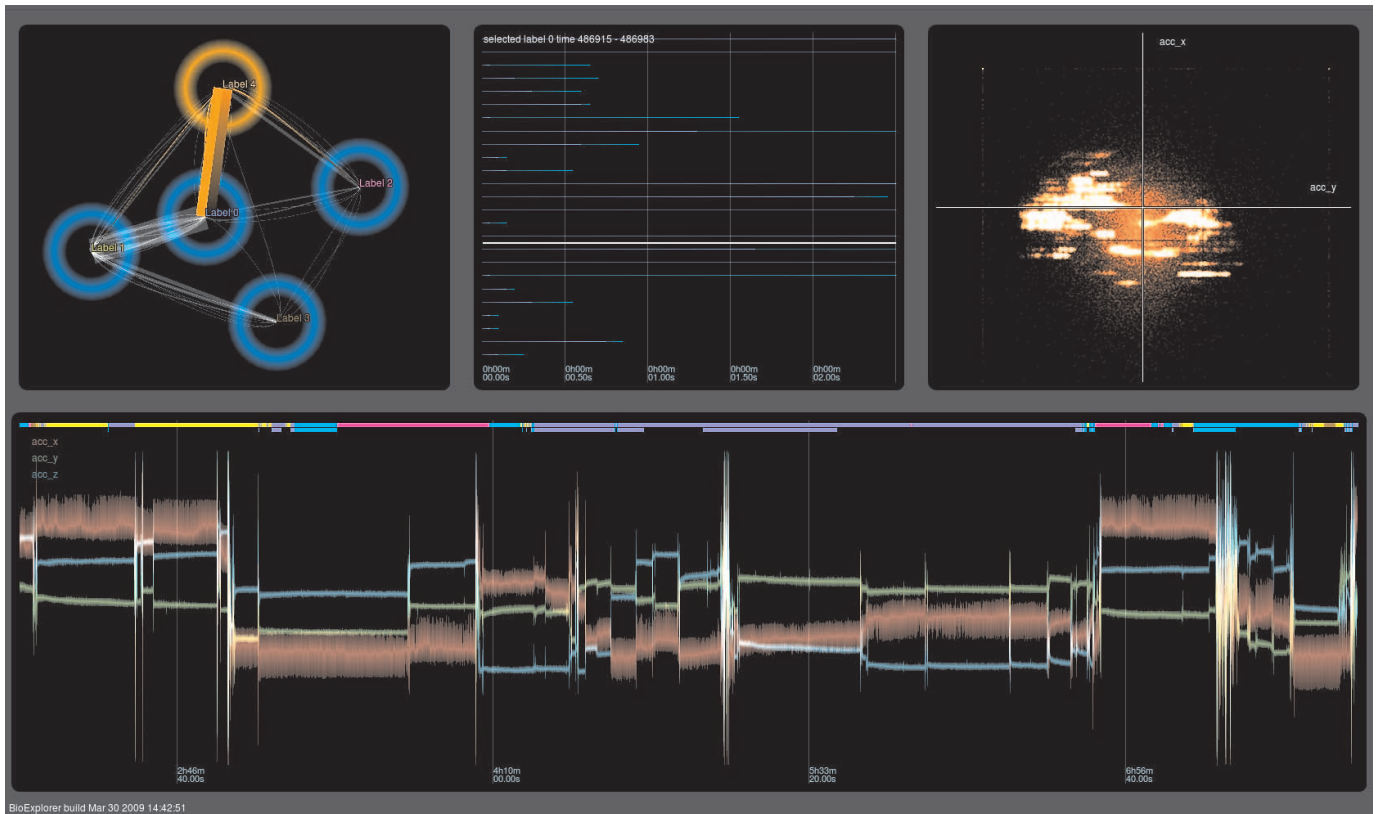 Label 4
Label 2
Label 0
Label 1
Label 3
selected label 0 time 486915 - 486983
0h00m 0h00m 0h00m 0h00m 0h00m
00.00s 00.50s 01.00s 01.50s 02.00s
acc_x
acc_y
acc_x
acc_y
acc_z
2h46m 4h10m 5h33m 6h56m
40.00s 00.00s 20.00s 40.00s
BioExplorer build Mar 30 2009 14:42:51